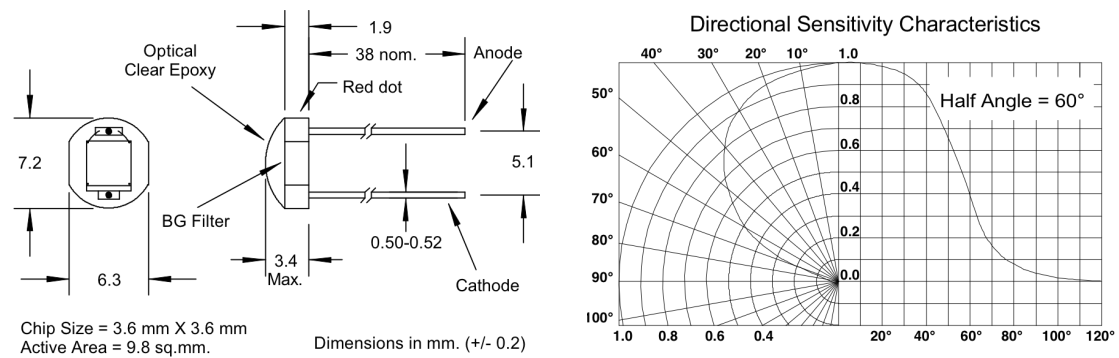 1.9
Optical
Clear Epoxy
38 nom.
Anode
Red dot
7.2
5.1
BG Filter
0.50-0.52
3.4
Max.
6.3
Cathode
Chip Size = 3.6 mm X 3.6 mm
Active Area = 9.8 sq.mm.
Dimensions in mm. (+/- 0.2)
Directional Sensitivity Characteristics
40° 30° 20° 10° 1.0
50°
0.8
Half Angle = 60°
60°
0.6
70°
0.4
80°
0.2
90°
0.0
100°
1.0 0.8 0.6 0.4 20° 40° 60° 80° 100° 120°